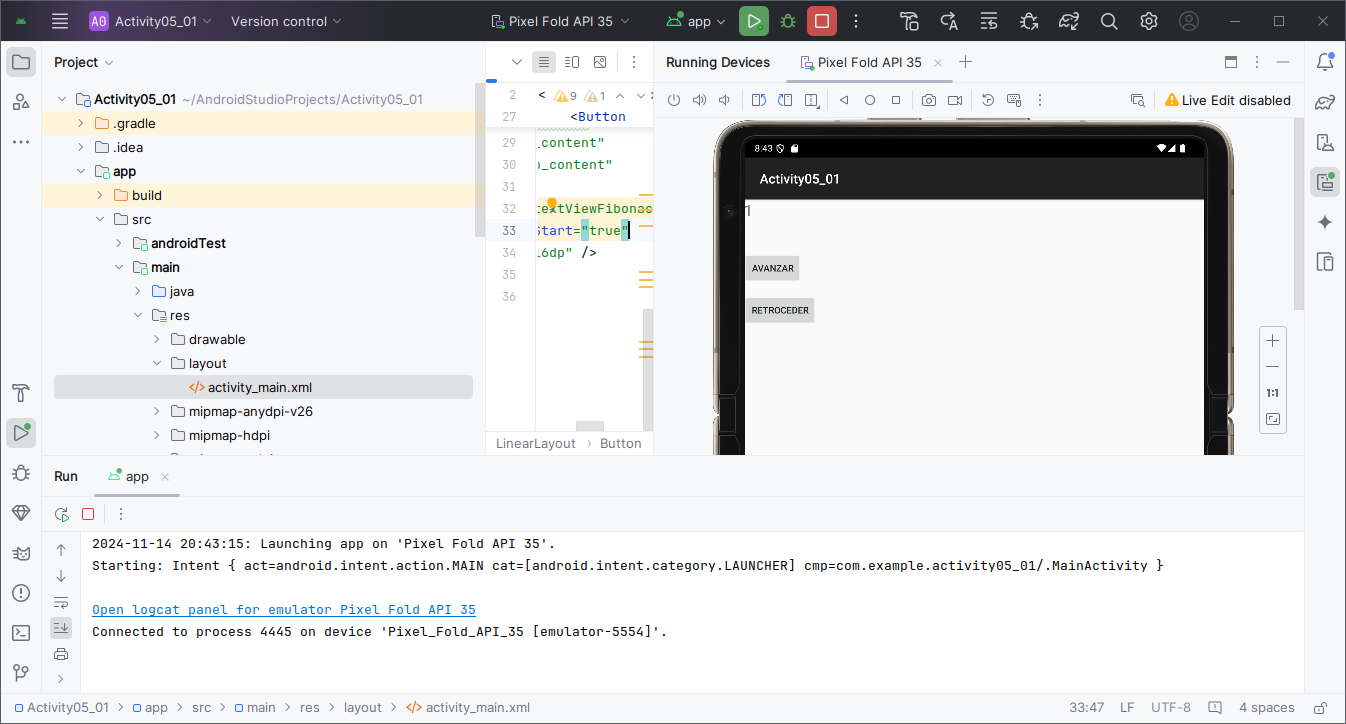 A0 Activity05_01 Version control Pixel Fold API 35 app
Project
Running Devices Pixel Fold API 35
Activity05_01 ~/AndroidStudioProjects/Activity05_01
.gradle
.idea
app
build
src
androidTest
main
java
res
drawable
layout
</> activity_main.xml
mipmap-anydpi-v26
mipmap-hdpi
2 < 9 1
27 <Button
29 _content"
30 _content"
31
32 textViewFibonac
33 Start="true"
34 16dp" />
35
36
LinearLayout > Button
Live Edit disabled
8:43
Activity05_01
1
AVANZAR
RETROCEDER
1:1
Run app
2024-11-14 20:43:15: Launching app on 'Pixel Fold API 35'.
Starting: Intent { act=android.intent.action.MAIN cat=[android.intent.category.LAUNCHER] cmp=com.example.activity05_01/.MainActivity }
Open logcat panel for emulator Pixel Fold API 35
Connected to process 4445 on device 'Pixel_Fold_API_35 [emulator-5554]'.
Activity05_01 > app > src > main > res > layout > </> activity_main.xml
33:47 LF UTF-8 4 spaces